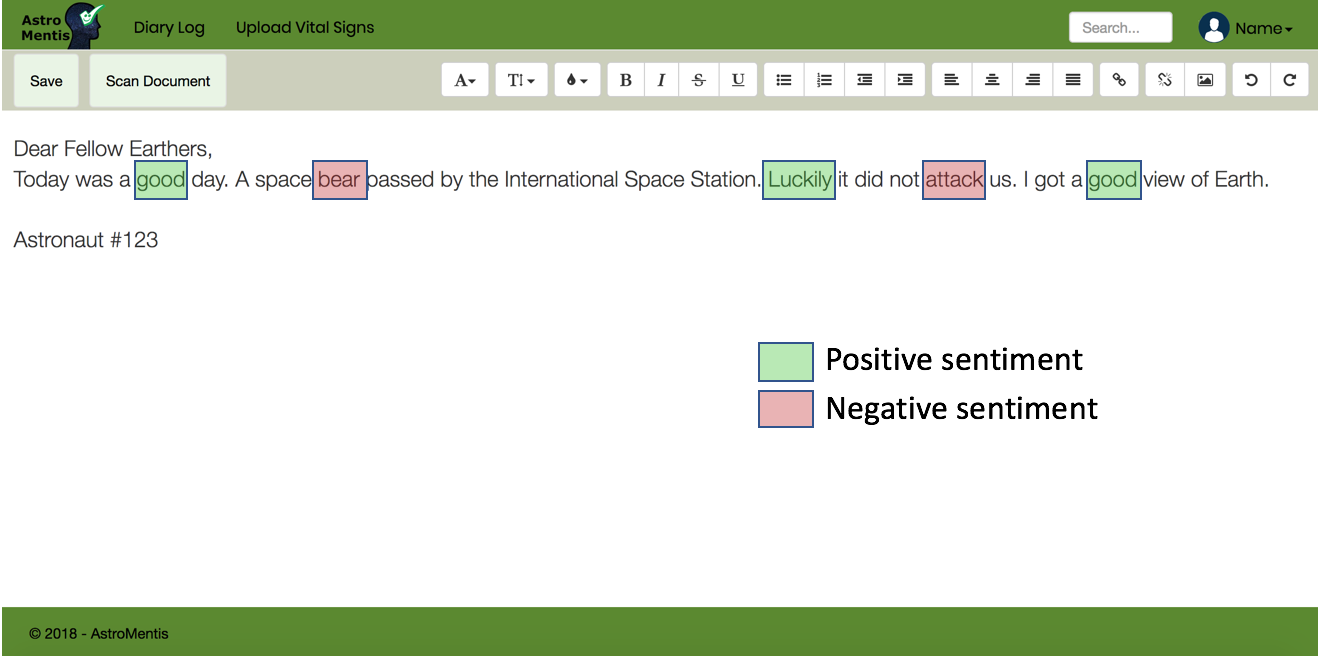 Astro
Mentis
Diary Log
Upload Vital Signs
Search...
Name
Save
Scan Document
A
T
B
I
S
U
Dear Fellow Earthers,
Today was a good day. A space bear passed by the International Space Station. Luckily it did not attack us. I got a good view of Earth.
Astronaut #123
Positive sentiment
Negative sentiment
© 2018 - AstroMentis